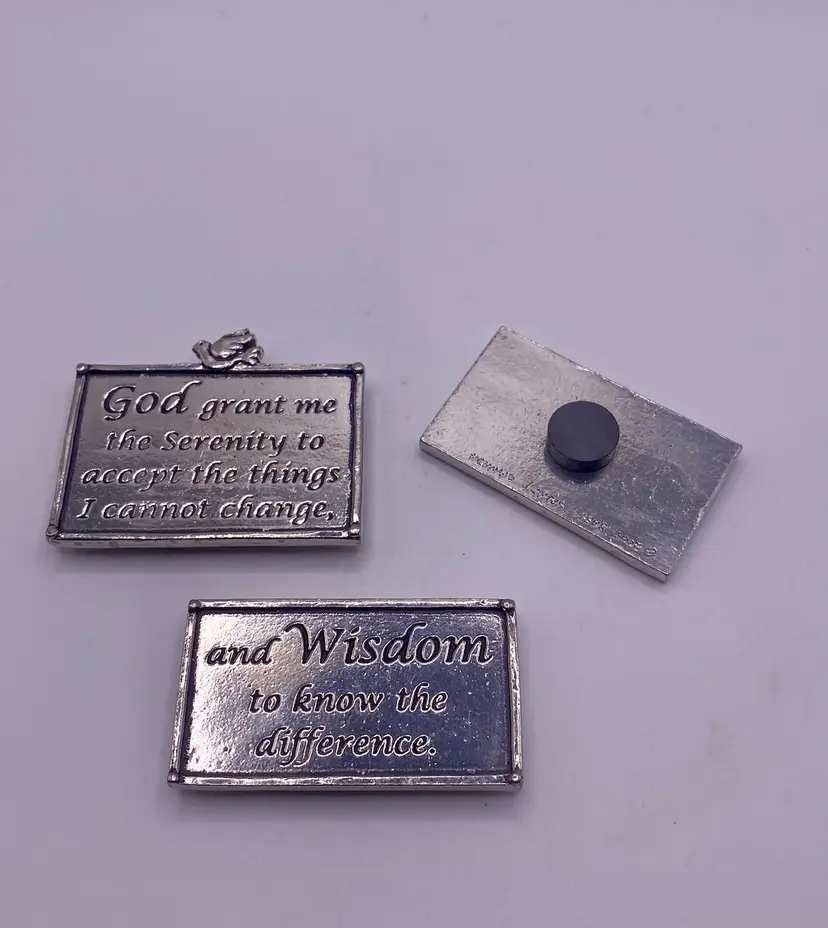 God grant me
the Serenity to
accept the things
I cannot change,
and Wisdom
to know the
difference.